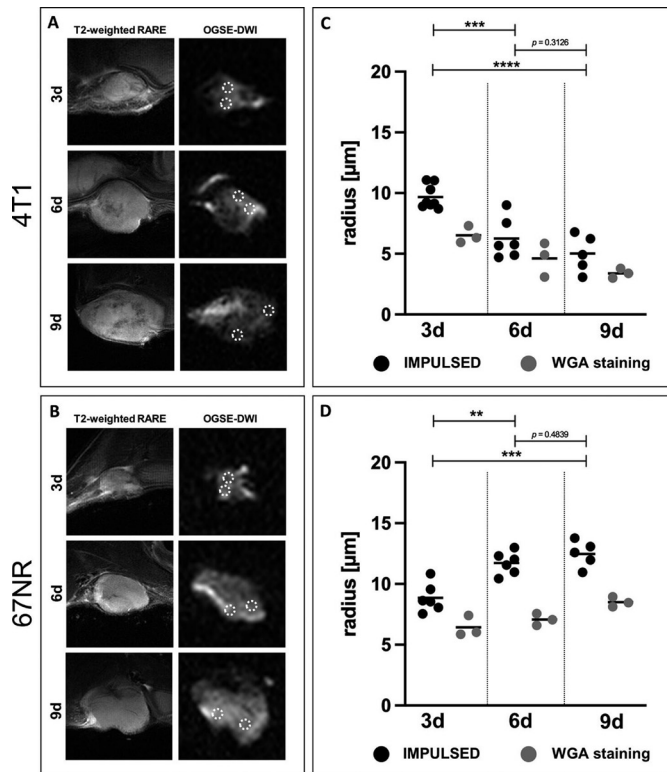 A
T2-weighted RARE OGSE-DWI
3d
6d
9d
4T1
B
T2-weighted RARE OGSE-DWI
3d
6d
9d
67NR
C
***
p = 0.3126
****
20
15
10
5
0
radius [µm]
3d 6d 9d
IMPULSED WGA staining
D
**
p = 0.4839
***
20
15
10
5
0
radius [µm]
3d 6d 9d
IMPULSED WGA staining